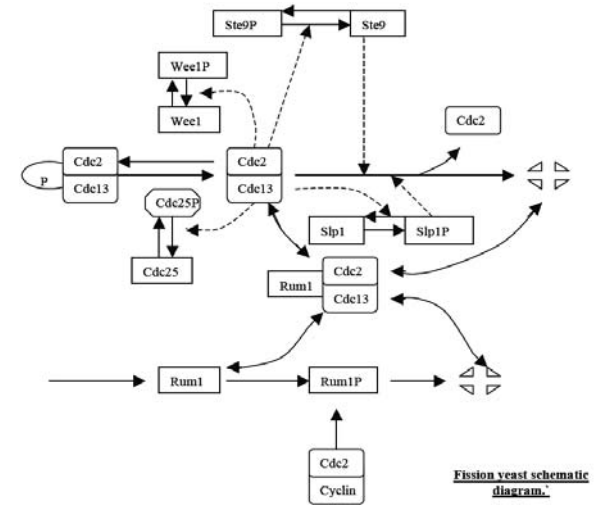 Ste9P
Ste9
Wee1P
Wee1
Cdc2
Cdc2
Cdc13
P
Cdc2
Cdc13
Cdc25P
Cdc25
Slp1
Slp1P
Rum1
Cdc2
Cdc13
Rum1
Rum1P
Cdc2
Cyclin
Fission yeast schematic
diagram.`